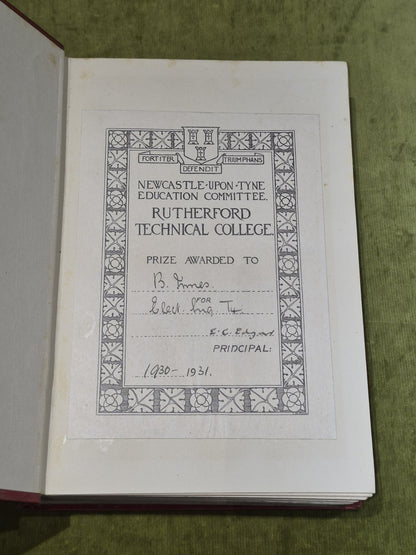 FORTITER TRIUMPHANS
DEFENDIT
NEWCASTLE·UPON·TYNE
EDUCATION COMMITTEE.
RUTHERFORD
TECHNICAL COLLEGE.
PRIZE AWARDED TO
B. Innes.
FOR
Elect. Eng.
PRINCIPAL:
1930-1931.